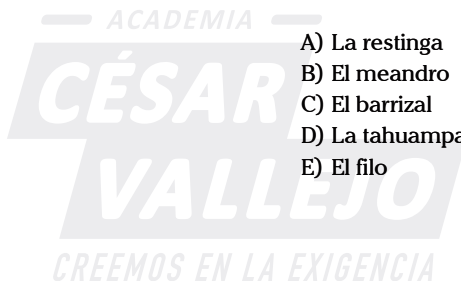 ACADEMIA
CÉSAR
VALLEJO
CREEMOS EN LA EXIGENCIA
A) La restinga
B) El meandro
C) El barrizal
D) La tahuampa
E) El filo